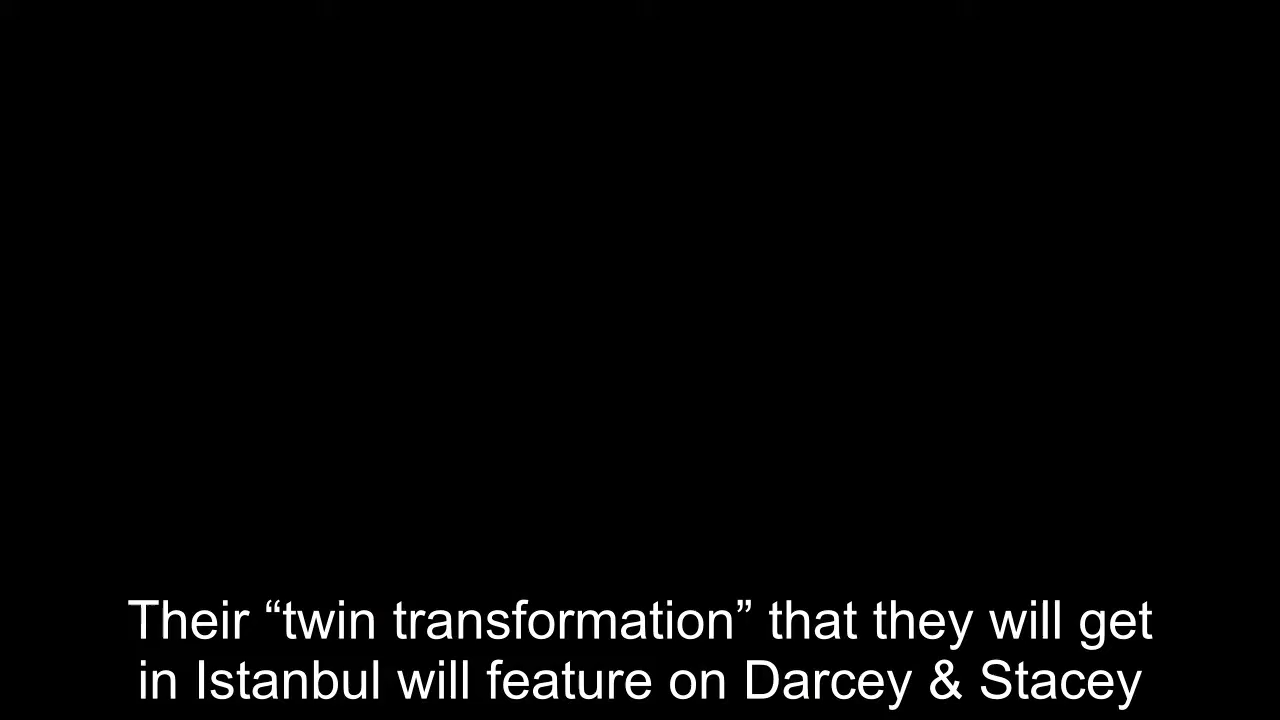 Their “twin transformation” that they will get
in Istanbul will feature on Darcey & Stacey